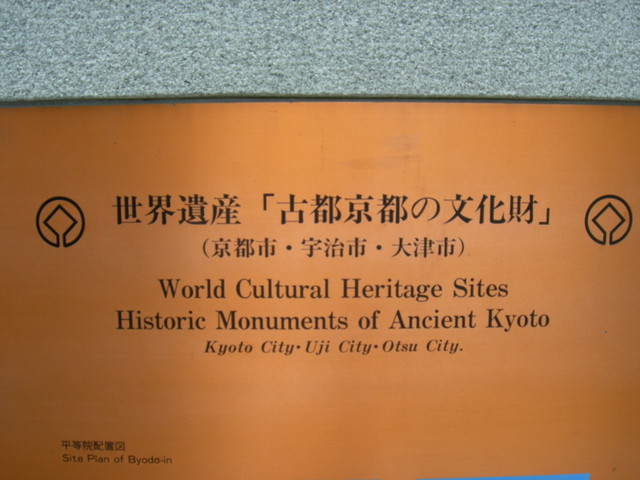 世界遺産「古都京都の文化財」
(京都市・宇治市・大津市)
World Cultural Heritage Sites
Historic Monuments of Ancient Kyoto
Kyoto City・Uji City・Otsu City.
平等院配置図
Site Plan of Byodo-in